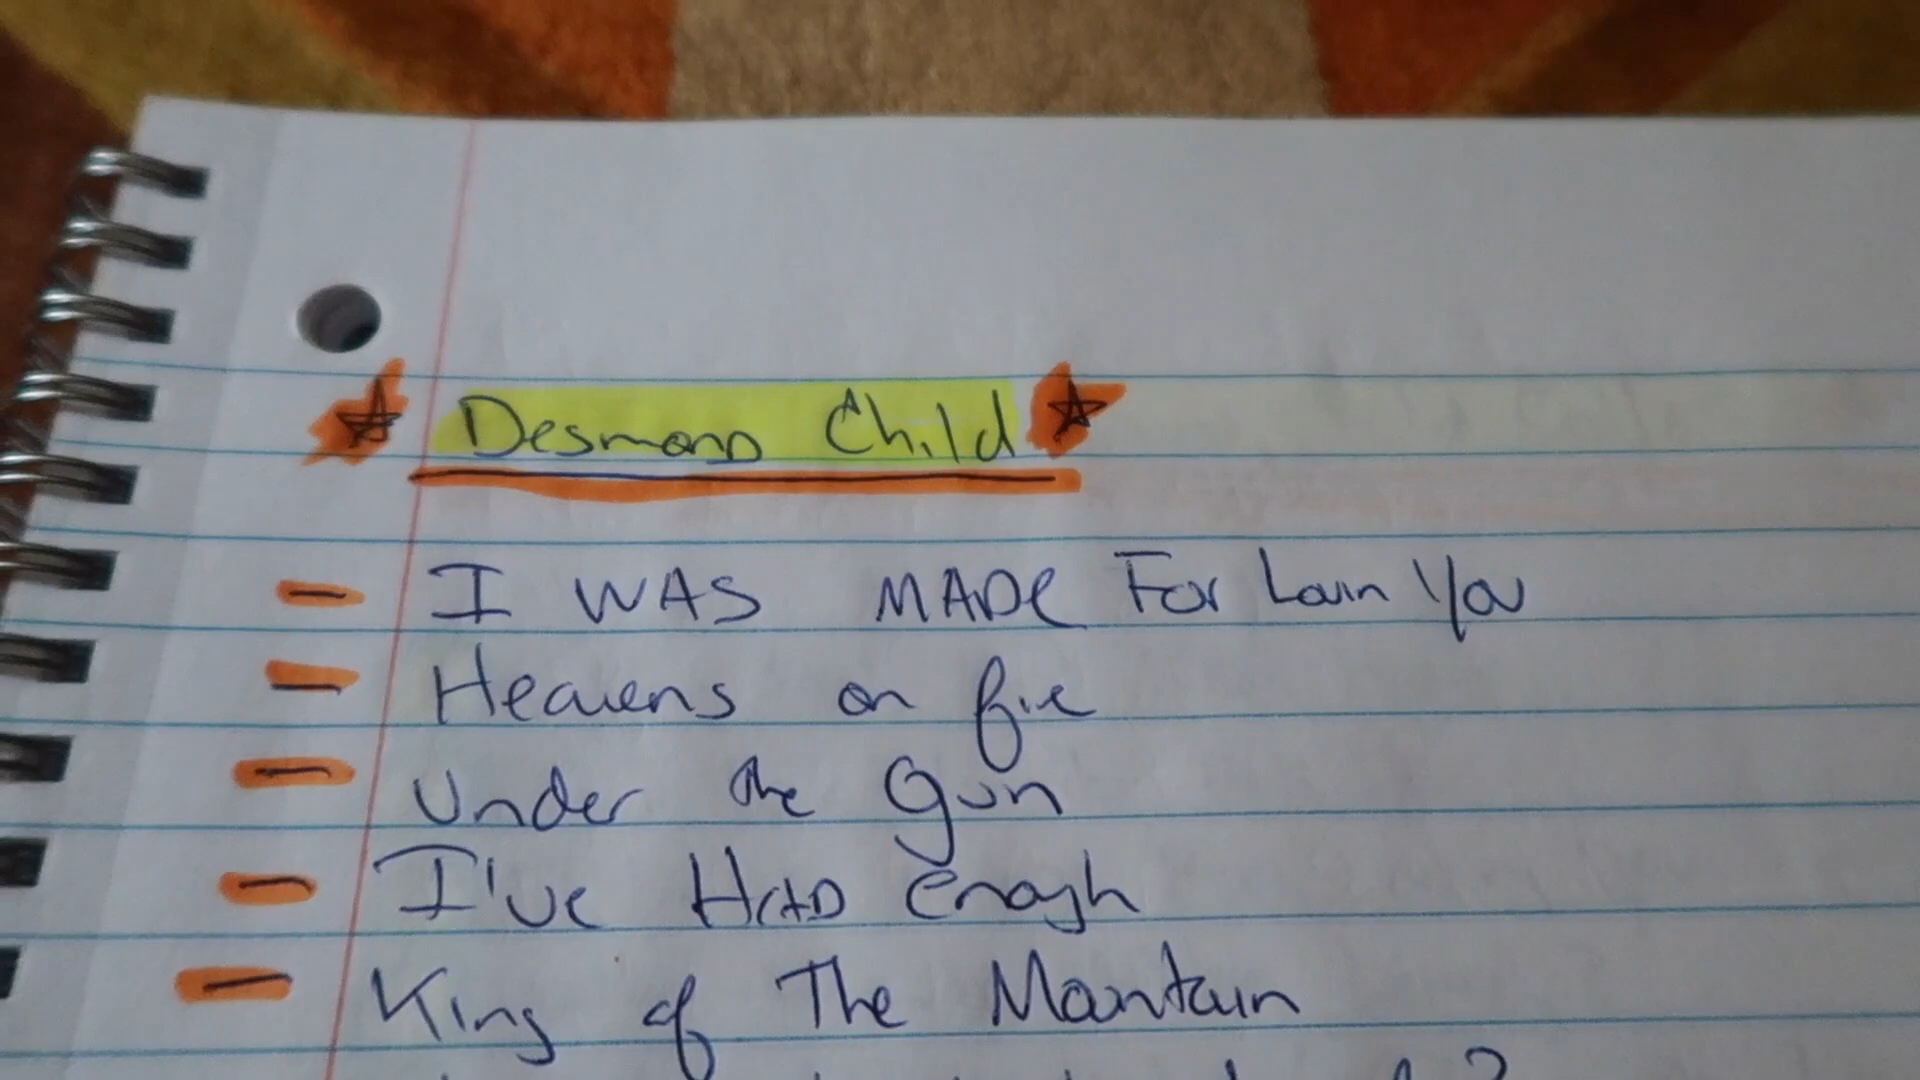 Desmond Child
- I WAS MADE For Lovin You
- Heavens on fire
- Under the Gun
- I've HAD enough
- King of The Mountain